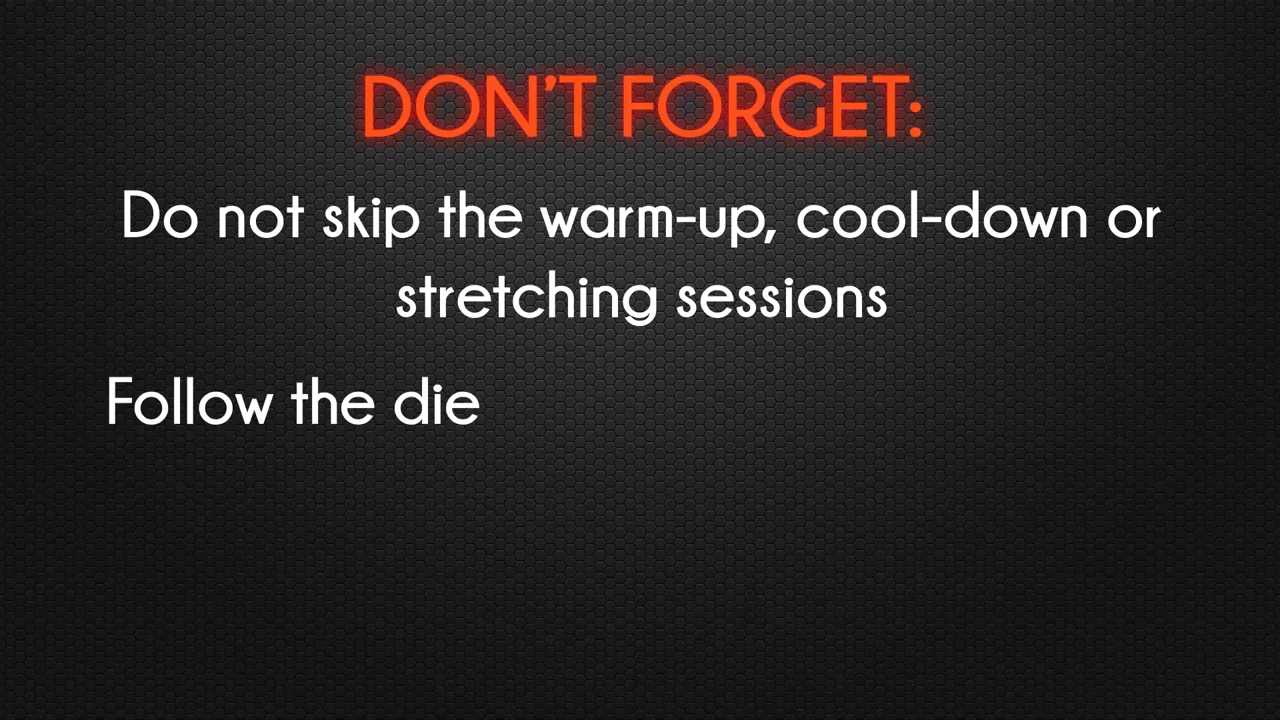 DON'T FORGET:
Do not skip the warm-up, cool-down or
stretching sessions
Follow the die